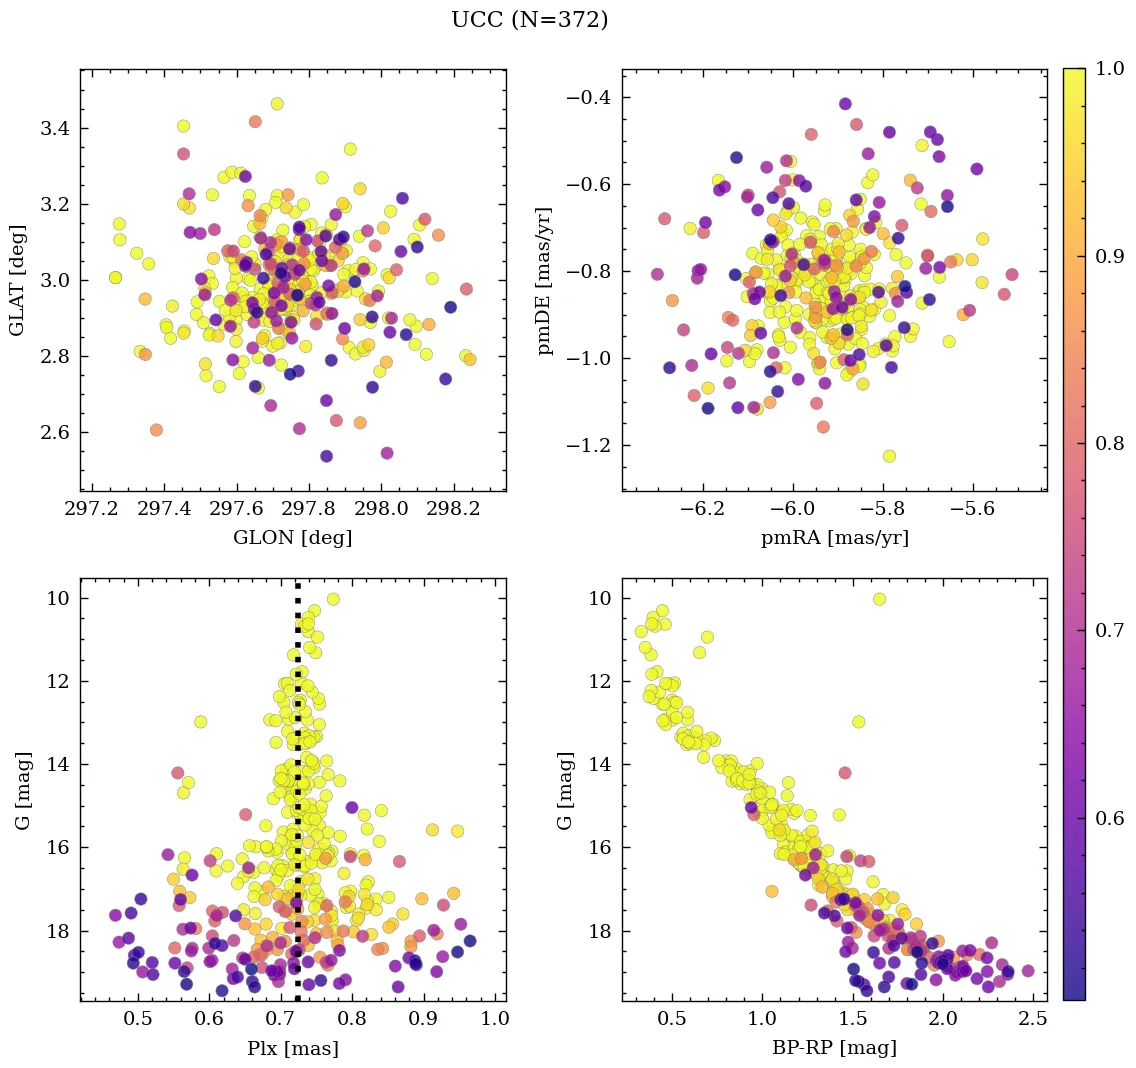 UCC (N=372)
3.4
3.2
3.0
2.8
2.6
GLAT [deg]
297.2 297.4 297.6 297.8 298.0 298.2
GLON [deg]
−0.4
−0.6
−0.8
−1.0
−1.2
pmDE [mas/yr]
−6.2 −6.0 −5.8 −5.6
pmRA [mas/yr]
1.0
0.9
0.8
0.7
0.6
10
12
14
16
18
G [mag]
0.5 0.6 0.7 0.8 0.9 1.0
Plx [mas]
10
12
14
16
18
G [mag]
0.5 1.0 1.5 2.0 2.5
BP-RP [mag]